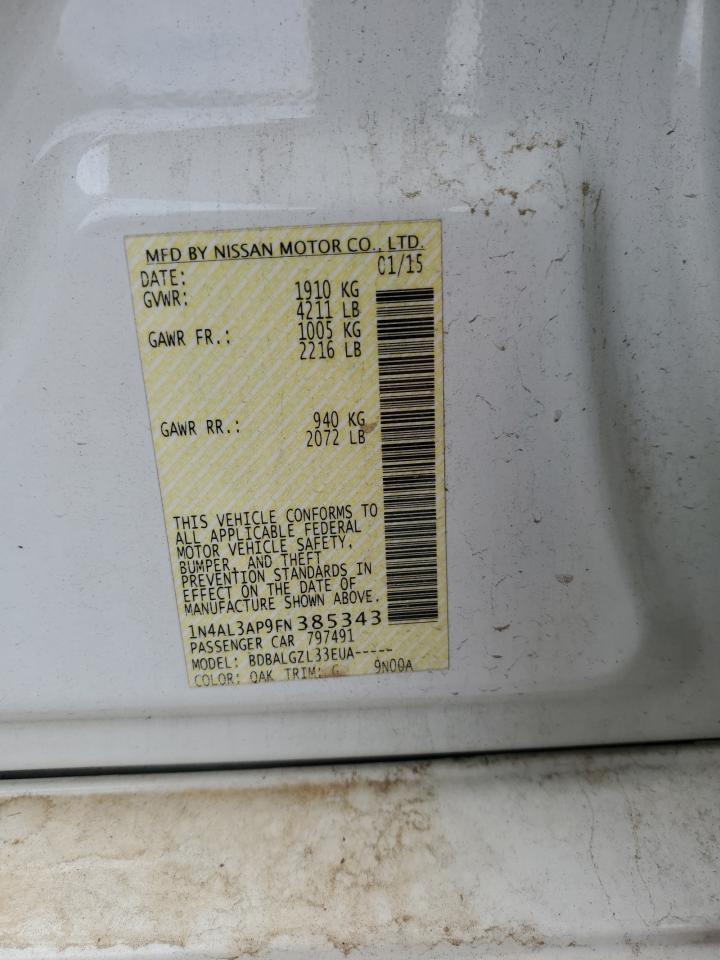 MFD BY NISSAN MOTOR CO., LTD.
DATE: 01/15
GVWR: 1910 KG
4211 LB
GAWR FR.: 1005 KG
2216 LB
GAWR RR.: 940 KG
2072 LB
THIS VEHICLE CONFORMS TO
ALL APPLICABLE FEDERAL
MOTOR VEHICLE SAFETY,
BUMPER, AND THEFT
PREVENTION STANDARDS IN
EFFECT ON THE DATE OF
MANUFACTURE SHOWN ABOVE.
1N4AL3AP9FN385343
PASSENGER CAR 797491
MODEL: BDBALGZL33EUA-----
COLOR: QAK TRIM: G 9N00A